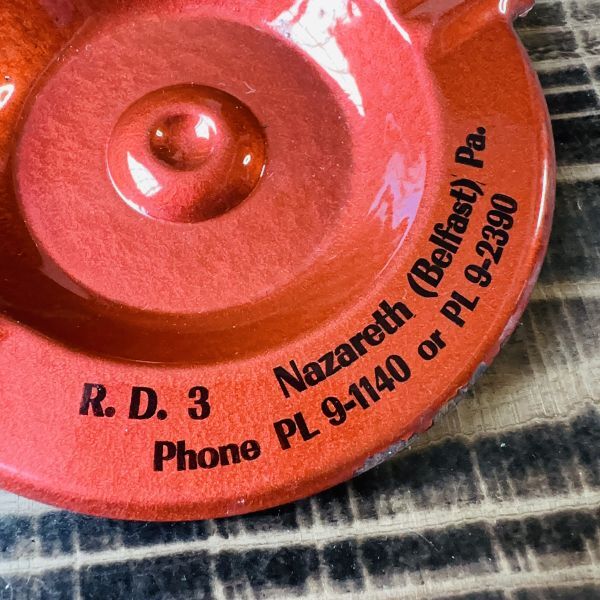 R. D. 3 Nazareth (Belfast) Pa.
Phone PL 9-1140 or PL 9-2390